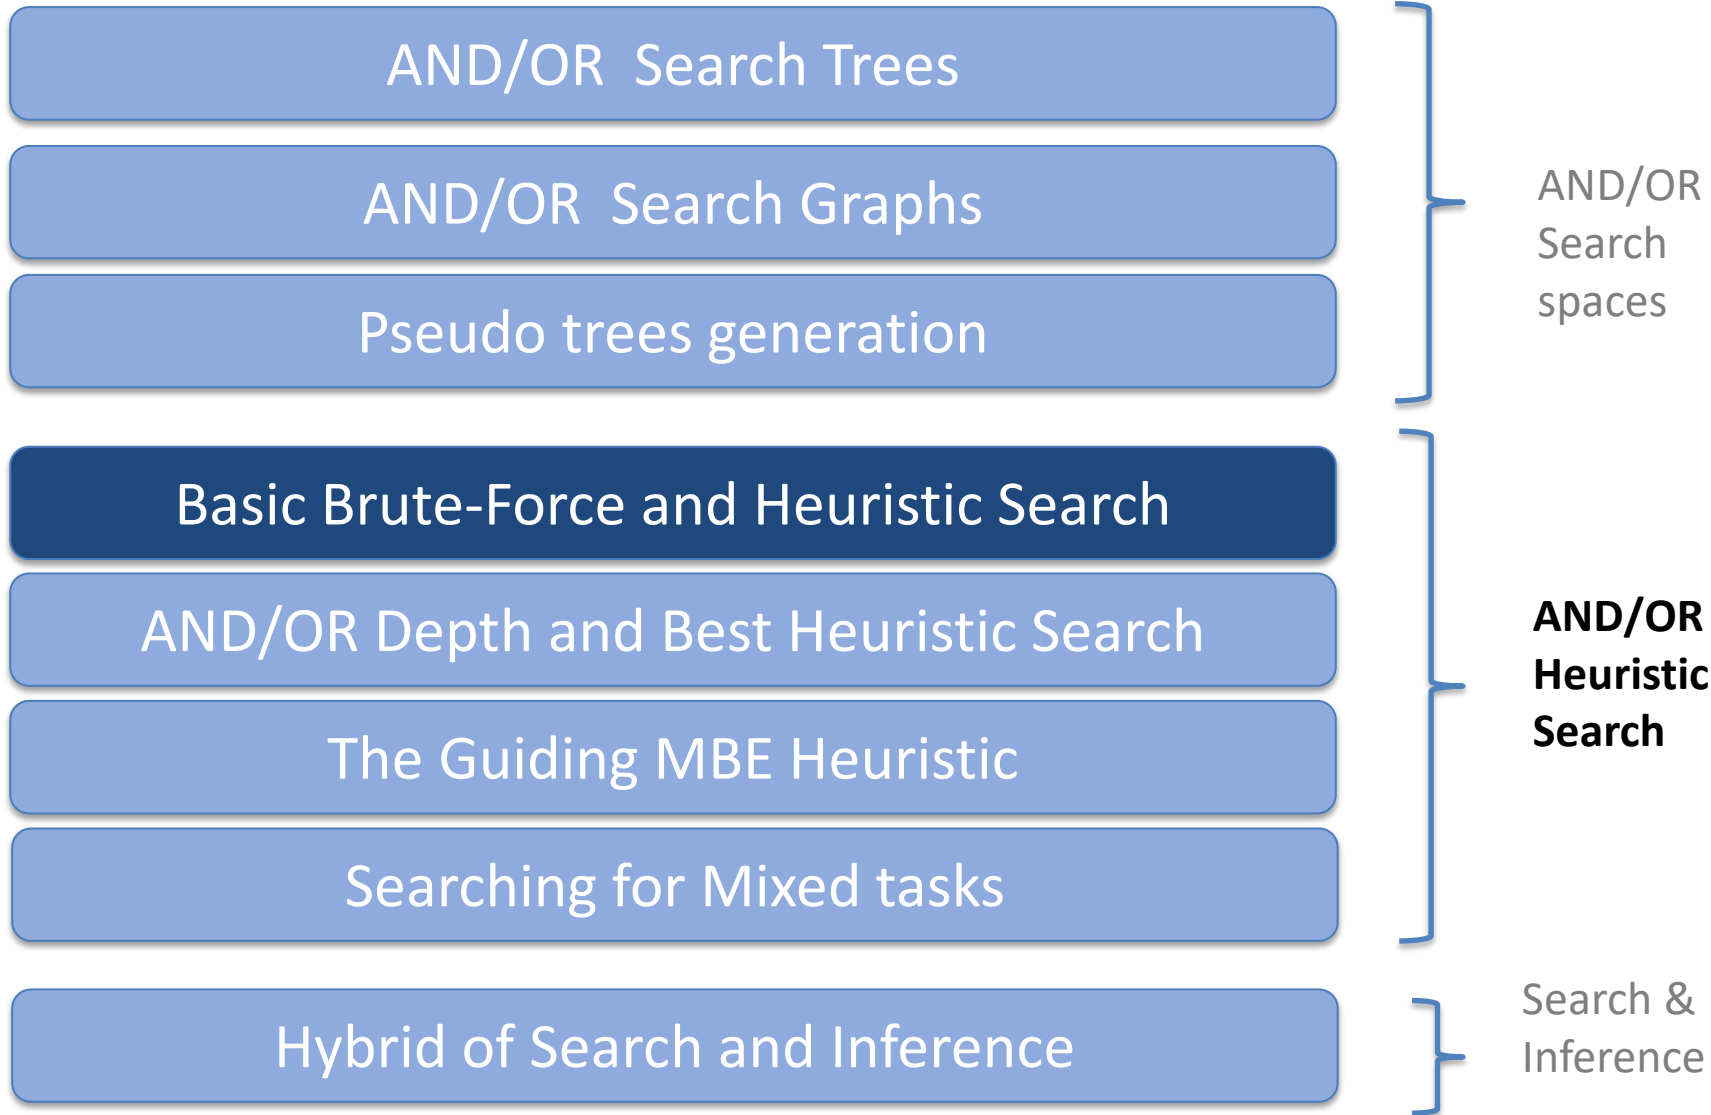 AND/OR Search Trees
AND/OR Search Graphs
Pseudo trees generation
AND/OR
Search
spaces
Basic Brute-Force and Heuristic Search
AND/OR Depth and Best Heuristic Search
The Guiding MBE Heuristic
Searching for Mixed tasks
AND/OR
Heuristic
Search
Hybrid of Search and Inference
Search &
Inference